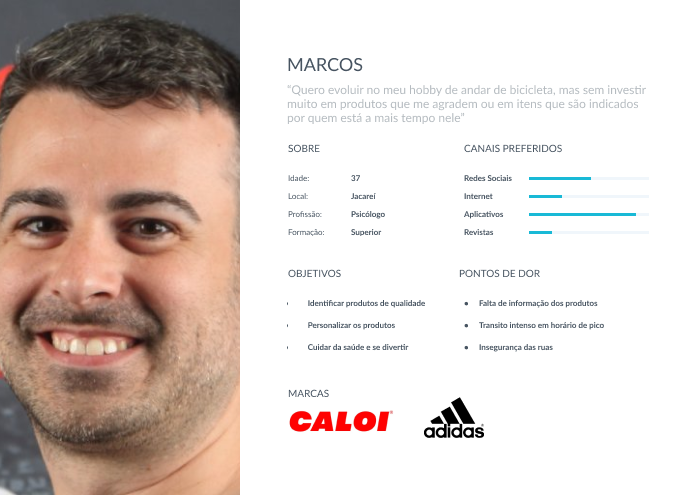 MARCOS
“Quero evoluir no meu hobby de andar de bicicleta, mas sem investir
muito em produtos que me agradem ou em itens que são indicados
por quem está a mais tempo nele”
SOBRE
Idade: 37
Local: Jacareí
Profissão: Psicólogo
Formação: Superior
CANAIS PREFERIDOS
Redes Sociais
Internet
Aplicativos
Revistas
OBJETIVOS
Identificar produtos de qualidade
Personalizar os produtos
Cuidar da saúde e se divertir
PONTOS DE DOR
• Falta de informação dos produtos
• Transito intenso em horário de pico
• Insegurança das ruas
MARCAS
CALOI
adidas